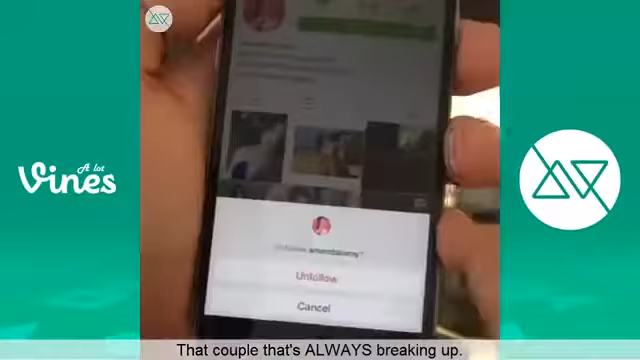 A lot
Vines
Unfollow
Cancel
That couple that's ALWAYS breaking up.